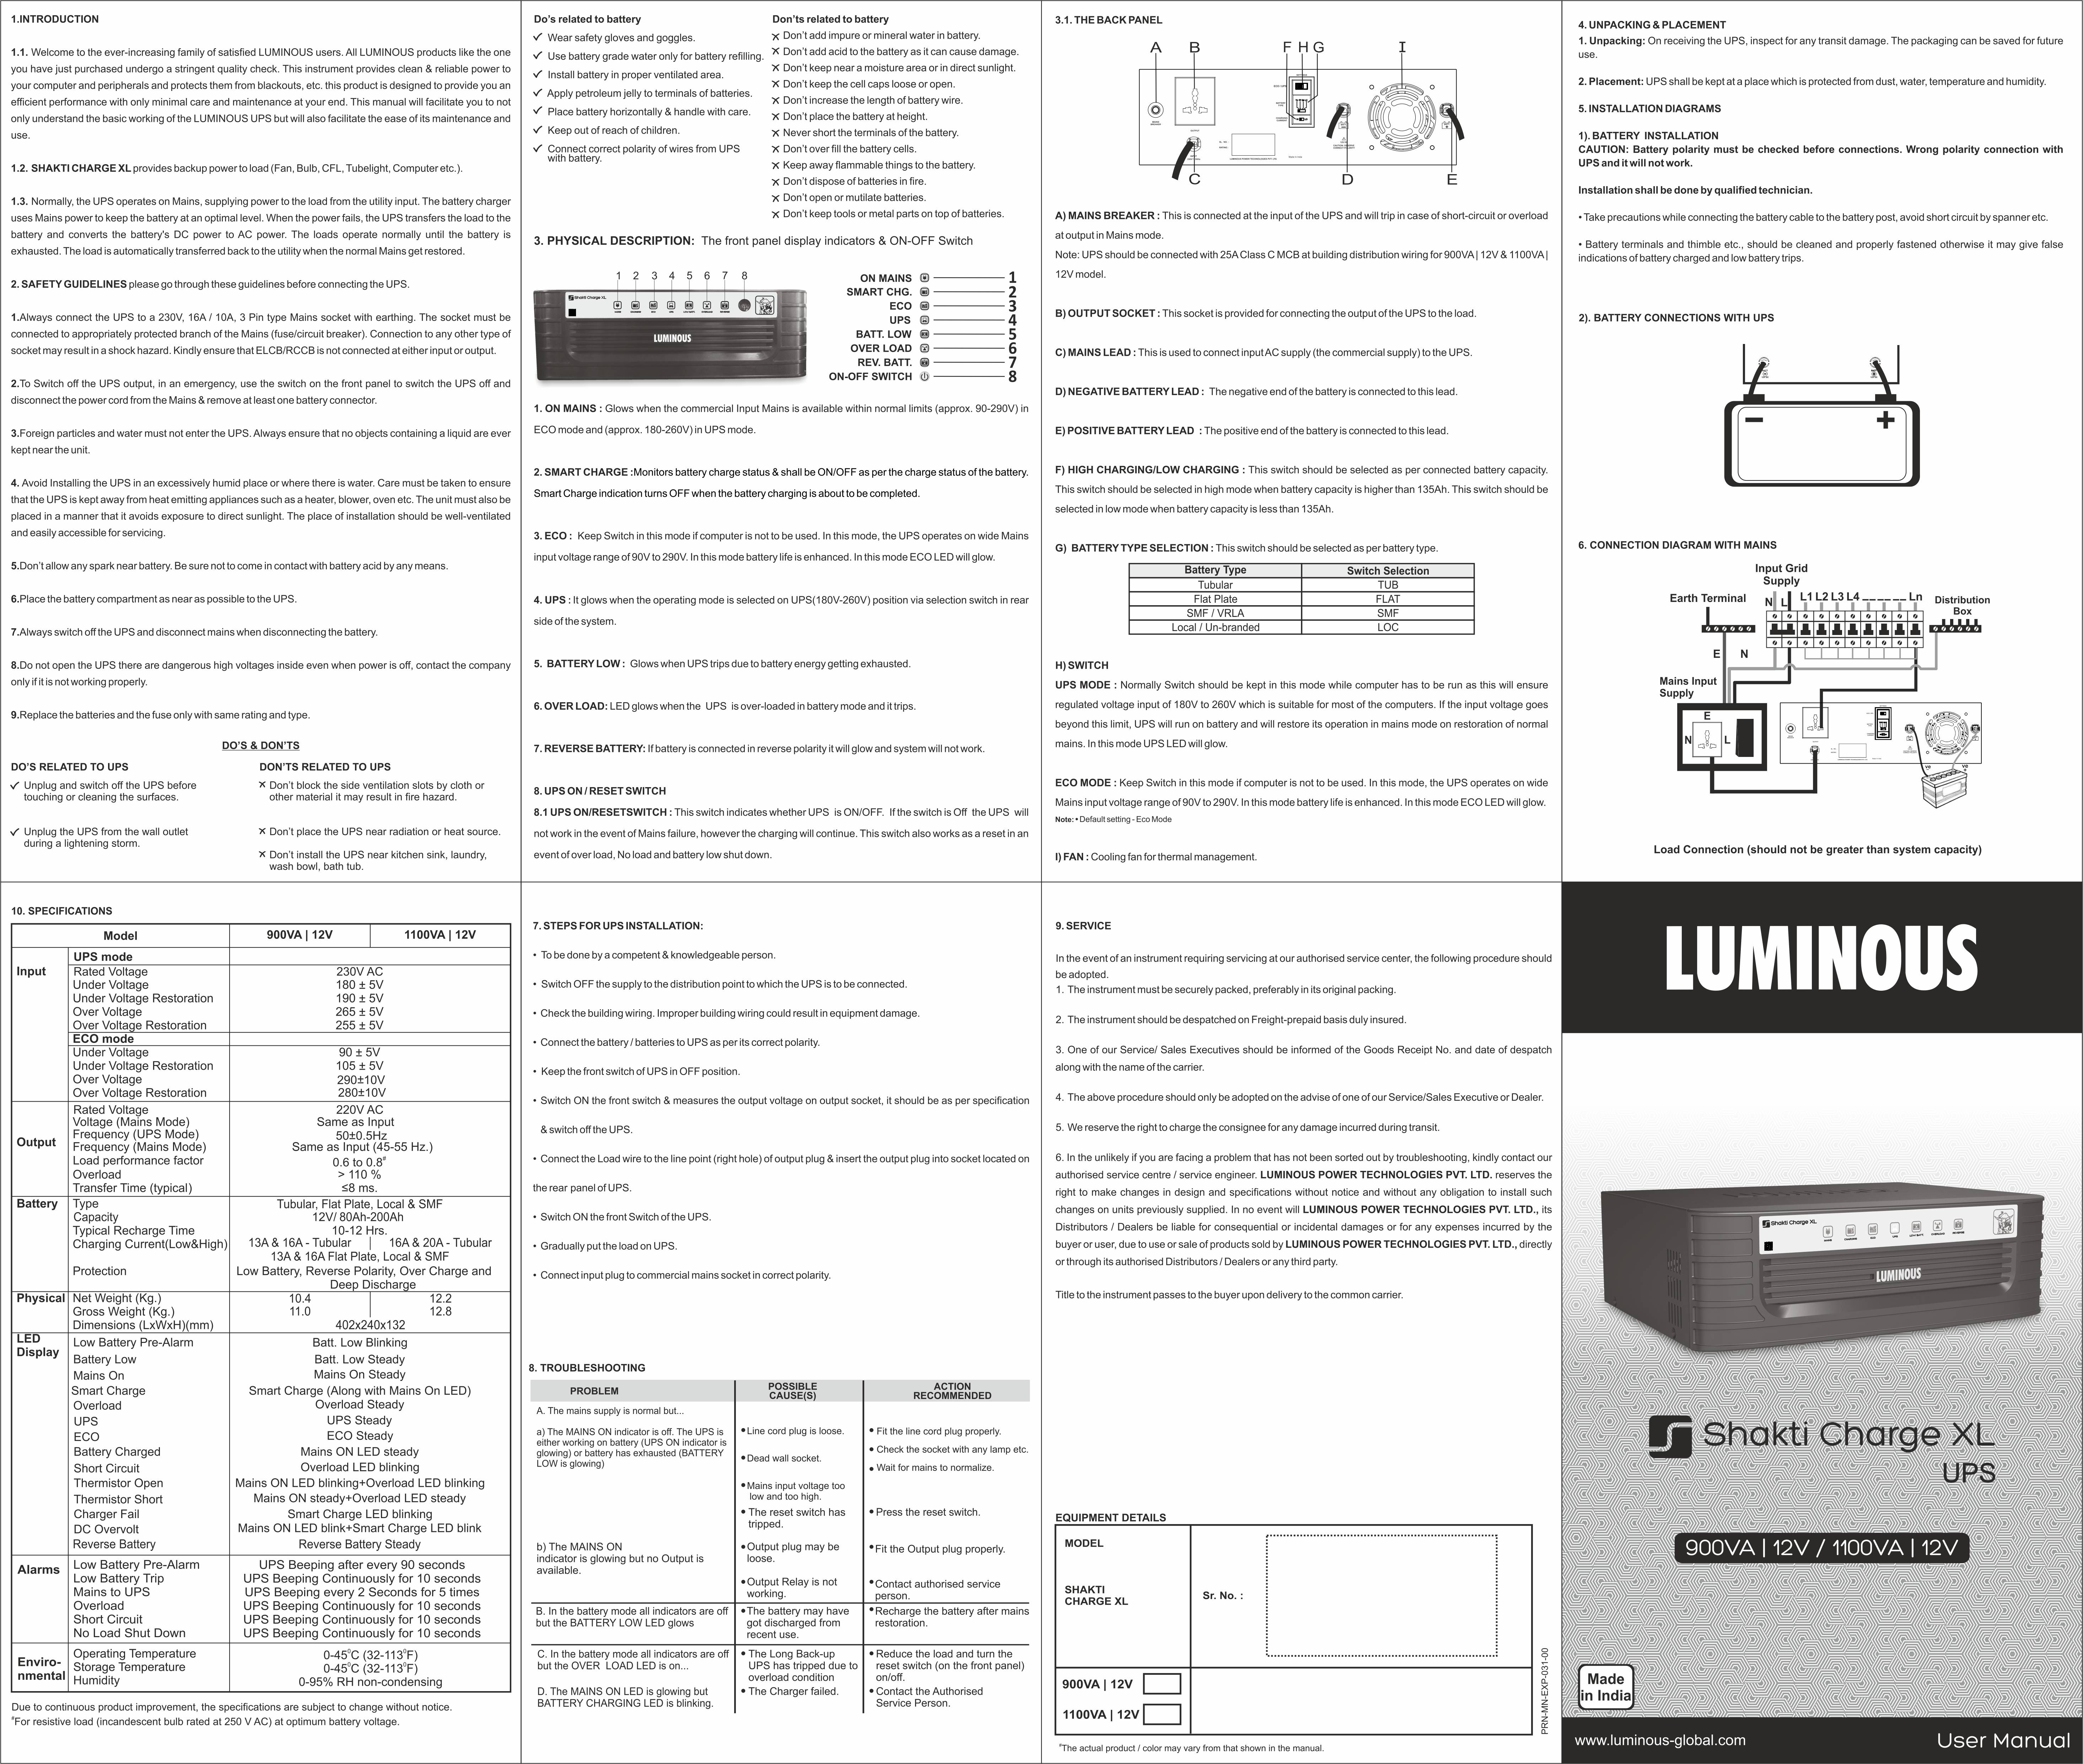 1.INTRODUCTION
1.1. Welcome to the ever-increasing family of satisfied LUMINOUS users. All LUMINOUS products like the one
you have just purchased undergo a stringent quality check. This instrument provides clean & reliable power to
your computer and peripherals and protects them from blackouts, etc. this product is designed to provide you an
efficient performance with only minimal care and maintenance at your end. This manual will facilitate you to not
only understand the basic working of the LUMINOUS UPS but will also facilitate the ease of its maintenance and
use.
1.2. SHAKTI CHARGE XL provides backup power to load (Fan, Bulb, CFL, Tubelight, Computer etc.).
1.3. Normally, the UPS operates on Mains, supplying power to the load from the utility input. The battery charger
uses Mains power to keep the battery at an optimal level. When the power fails, the UPS transfers the load to the
battery and converts the battery's DC power to AC power. The loads operate normally until the battery is
exhausted. The load is automatically transferred back to the utility when the normal Mains get restored.
2. SAFETY GUIDELINES please go through these guidelines before connecting the UPS.
1.Always connect the UPS to a 230V, 16A / 10A, 3 Pin type Mains socket with earthing. The socket must be
connected to appropriately protected branch of the Mains (fuse/circuit breaker). Connection to any other type of
socket may result in a shock hazard. Kindly ensure that ELCB/RCCB is not connected at either input or output.
2.To Switch off the UPS output, in an emergency, use the switch on the front panel to switch the UPS off and
disconnect the power cord from the Mains & remove at least one battery connector.
3.Foreign particles and water must not enter the UPS. Always ensure that no objects containing a liquid are ever
kept near the unit.
4. Avoid Installing the UPS in an excessively humid place or where there is water. Care must be taken to ensure
that the UPS is kept away from heat emitting appliances such as a heater, blower, oven etc. The unit must also be
placed in a manner that it avoids exposure to direct sunlight. The place of installation should be well-ventilated
and easily accessible for servicing.
5.Don't allow any spark near battery. Be sure not to come in contact with battery acid by any means.
6.Place the battery compartment as near as possible to the UPS.
7.Always switch off the UPS and disconnect mains when disconnecting the battery.
8.Do not open the UPS there are dangerous high voltages inside even when power is off, contact the company
only if it is not working properly.
9.Replace the batteries and the fuse only with same rating and type.
DO'S & DON'TS
DO'S RELATED TO UPS
✓ Unplug and switch off the UPS before
touching or cleaning the surfaces.
✓ Unplug the UPS from the wall outlet
during a lightening storm.
DON'TS RELATED TO UPS
✕ Don't block the side ventilation slots by cloth or
other material it may result in fire hazard.
✕ Don't place the UPS near radiation or heat source.
✕ Don't install the UPS near kitchen sink, laundry,
wash bowl, bath tub.
Do's related to battery
✓ Wear safety gloves and goggles.
✓ Use battery grade water only for battery refilling.
✓ Install battery in proper ventilated area.
✓ Apply petroleum jelly to terminals of batteries.
✓ Place battery horizontally & handle with care.
✓ Keep out of reach of children.
✓ Connect correct polarity of wires from UPS
with battery.
Don'ts related to battery
✕ Don't add impure or mineral water in battery.
✕ Don't add acid to the battery as it can cause damage.
✕ Don't keep near a moisture area or in direct sunlight.
✕ Don't keep the cell caps loose or open.
✕ Don't increase the length of battery wire.
✕ Don't place the battery at height.
✕ Never short the terminals of the battery.
✕ Don't over fill the battery cells.
✕ Keep away flammable things to the battery.
✕ Don't dispose of batteries in fire.
✕ Don't open or mutilate batteries.
✕ Don't keep tools or metal parts on top of batteries.
3. PHYSICAL DESCRIPTION: The front panel display indicators & ON-OFF Switch
1 2 3 4 5 6 7 8
Shakti Charge XL
LUMINOUS
ON MAINS 1
SMART CHG. 2
ECO 3
UPS 4
BATT. LOW 5
OVER LOAD 6
REV. BATT. 7
ON-OFF SWITCH 8
1. ON MAINS : Glows when the commercial Input Mains is available within normal limits (approx. 90-290V) in
ECO mode and (approx. 180-260V) in UPS mode.
2. SMART CHARGE :Monitors battery charge status & shall be ON/OFF as per the charge status of the battery.
Smart Charge indication turns OFF when the battery charging is about to be completed.
3. ECO : Keep Switch in this mode if computer is not to be used. In this mode, the UPS operates on wide Mains
input voltage range of 90V to 290V. In this mode battery life is enhanced. In this mode ECO LED will glow.
4. UPS : It glows when the operating mode is selected on UPS(180V-260V) position via selection switch in rear
side of the system.
5. BATTERY LOW : Glows when UPS trips due to battery energy getting exhausted.
6. OVER LOAD: LED glows when the UPS is over-loaded in battery mode and it trips.
7. REVERSE BATTERY: If battery is connected in reverse polarity it will glow and system will not work.
8. UPS ON / RESET SWITCH
8.1 UPS ON/RESETSWITCH : This switch indicates whether UPS is ON/OFF. If the switch is Off the UPS will
not work in the event of Mains failure, however the charging will continue. This switch also works as a reset in an
event of over load, No load and battery low shut down.
3.1. THE BACK PANEL
A B F H G I
C D E
A) MAINS BREAKER : This is connected at the input of the UPS and will trip in case of short-circuit or overload
at output in Mains mode.
Note: UPS should be connected with 25A Class C MCB at building distribution wiring for 900VA | 12V & 1100VA |
12V model.
B) OUTPUT SOCKET : This socket is provided for connecting the output of the UPS to the load.
C) MAINS LEAD : This is used to connect input AC supply (the commercial supply) to the UPS.
D) NEGATIVE BATTERY LEAD : The negative end of the battery is connected to this lead.
E) POSITIVE BATTERY LEAD : The positive end of the battery is connected to this lead.
F) HIGH CHARGING/LOW CHARGING : This switch should be selected as per connected battery capacity.
This switch should be selected in high mode when battery capacity is higher than 135Ah. This switch should be
selected in low mode when battery capacity is less than 135Ah.
G) BATTERY TYPE SELECTION : This switch should be selected as per battery type.
Battery Type Switch Selection
Tubular TUB
Flat Plate FLAT
SMF / VRLA SMF
Local / Un-branded LOC
H) SWITCH
UPS MODE : Normally Switch should be kept in this mode while computer has to be run as this will ensure
regulated voltage input of 180V to 260V which is suitable for most of the computers. If the input voltage goes
beyond this limit, UPS will run on battery and will restore its operation in mains mode on restoration of normal
mains. In this mode UPS LED will glow.
ECO MODE : Keep Switch in this mode if computer is not to be used. In this mode, the UPS operates on wide
Mains input voltage range of 90V to 290V. In this mode battery life is enhanced. In this mode ECO LED will glow.
Note: • Default setting - Eco Mode
I) FAN : Cooling fan for thermal management.
4. UNPACKING & PLACEMENT
1. Unpacking: On receiving the UPS, inspect for any transit damage. The packaging can be saved for future
use.
2. Placement: UPS shall be kept at a place which is protected from dust, water, temperature and humidity.
5. INSTALLATION DIAGRAMS
1). BATTERY INSTALLATION
CAUTION: Battery polarity must be checked before connections. Wrong polarity connection with
UPS and it will not work.
Installation shall be done by qualified technician.
• Take precautions while connecting the battery cable to the battery post, avoid short circuit by spanner etc.
• Battery terminals and thimble etc., should be cleaned and properly fastened otherwise it may give false
indications of battery charged and low battery trips.
2). BATTERY CONNECTIONS WITH UPS
− +
6. CONNECTION DIAGRAM WITH MAINS
Input Grid
Supply
Earth Terminal
N L L1 L2 L3 L4 Ln
Distribution
Box
E N
Mains Input
Supply
E
N L
Load Connection (should not be greater than system capacity)
10. SPECIFICATIONS
Model 900VA | 12V 1100VA | 12V
UPS mode
Input Rated Voltage 230V AC
Under Voltage 180 ± 5V
Under Voltage Restoration 190 ± 5V
Over Voltage 265 ± 5V
Over Voltage Restoration 255 ± 5V
ECO mode
Under Voltage 90 ± 5V
Under Voltage Restoration 105 ± 5V
Over Voltage 290±10V
Over Voltage Restoration 280±10V
Output
Rated Voltage 220V AC
Voltage (Mains Mode) Same as Input
Frequency (UPS Mode) 50±0.5Hz
Frequency (Mains Mode) Same as Input (45-55 Hz.)
Load performance factor 0.6 to 0.8#
Overload > 110 %
Transfer Time (typical) ≤8 ms.
Battery Type Tubular, Flat Plate, Local & SMF
Capacity 12V/ 80Ah-200Ah
Typical Recharge Time 10-12 Hrs.
Charging Current(Low&High) 13A & 16A - Tubular | 16A & 20A - Tubular
13A & 16A Flat Plate, Local & SMF
Protection Low Battery, Reverse Polarity, Over Charge and
Deep Discharge
Physical Net Weight (Kg.) 10.4 12.2
Gross Weight (Kg.) 11.0 12.8
Dimensions (LxWxH)(mm) 402x240x132
LED
Display
Low Battery Pre-Alarm Batt. Low Blinking
Battery Low Batt. Low Steady
Mains On Mains On Steady
Smart Charge Smart Charge (Along with Mains On LED)
Overload Overload Steady
UPS UPS Steady
ECO ECO Steady
Battery Charged Mains ON LED steady
Short Circuit Overload LED blinking
Thermistor Open Mains ON LED blinking+Overload LED blinking
Thermistor Short Mains ON steady+Overload LED steady
Charger Fail Smart Charge LED blinking
DC Overvolt Mains ON LED blink+Smart Charge LED blink
Reverse Battery Reverse Battery Steady
Alarms
Low Battery Pre-Alarm UPS Beeping after every 90 seconds
Low Battery Trip UPS Beeping Continuously for 10 seconds
Mains to UPS UPS Beeping every 2 Seconds for 5 times
Overload UPS Beeping Continuously for 10 seconds
Short Circuit UPS Beeping Continuously for 10 seconds
No Load Shut Down UPS Beeping Continuously for 10 seconds
Enviro-
nmental
Operating Temperature 0-45°C (32-113°F)
Storage Temperature 0-45°C (32-113°F)
Humidity 0-95% RH non-condensing
Due to continuous product improvement, the specifications are subject to change without notice.
#For resistive load (incandescent bulb rated at 250 V AC) at optimum battery voltage.
7. STEPS FOR UPS INSTALLATION:
• To be done by a competent & knowledgeable person.
• Switch OFF the supply to the distribution point to which the UPS is to be connected.
• Check the building wiring. Improper building wiring could result in equipment damage.
• Connect the battery / batteries to UPS as per its correct polarity.
• Keep the front switch of UPS in OFF position.
• Switch ON the front switch & measures the output voltage on output socket, it should be as per specification
& switch off the UPS.
• Connect the Load wire to the line point (right hole) of output plug & insert the output plug into socket located on
the rear panel of UPS.
• Switch ON the front Switch of the UPS.
• Gradually put the load on UPS.
• Connect input plug to commercial mains socket in correct polarity.
8. TROUBLESHOOTING
PROBLEM
POSSIBLE
CAUSE(S)
ACTION
RECOMMENDED
A. The mains supply is normal but...
a) The MAINS ON indicator is off. The UPS is
either working on battery (UPS ON indicator is
glowing) or battery has exhausted (BATTERY
LOW is glowing)
• Line cord plug is loose.
• Dead wall socket.
• Mains input voltage too
low and too high.
• The reset switch has
tripped.
• Fit the line cord plug properly.
• Check the socket with any lamp etc.
• Wait for mains to normalize.
• Press the reset switch.
b) The MAINS ON
indicator is glowing but no Output is
available.
• Output plug may be
loose.
• Output Relay is not
working.
• Fit the Output plug properly.
• Contact authorised service
person.
B. In the battery mode all indicators are off
but the BATTERY LOW LED glows
• The battery may have
got discharged from
recent use.
• Recharge the battery after mains
restoration.
C. In the battery mode all indicators are off
but the OVER LOAD LED is on...
• The Long Back-up
UPS has tripped due to
overload condition
• Reduce the load and turn the
reset switch (on the front panel)
on/off.
D. The MAINS ON LED is glowing but
BATTERY CHARGING LED is blinking.
• The Charger failed.
• Contact the Authorised
Service Person.
9. SERVICE
In the event of an instrument requiring servicing at our authorised service center, the following procedure should
be adopted.
1. The instrument must be securely packed, preferably in its original packing.
2. The instrument should be despatched on Freight-prepaid basis duly insured.
3. One of our Service/ Sales Executives should be informed of the Goods Receipt No. and date of despatch
along with the name of the carrier.
4. The above procedure should only be adopted on the advise of one of our Service/Sales Executive or Dealer.
5. We reserve the right to charge the consignee for any damage incurred during transit.
6. In the unlikely if you are facing a problem that has not been sorted out by troubleshooting, kindly contact our
authorised service centre / service engineer. LUMINOUS POWER TECHNOLOGIES PVT. LTD. reserves the
right to make changes in design and specifications without notice and without any obligation to install such
changes on units previously supplied. In no event will LUMINOUS POWER TECHNOLOGIES PVT. LTD., its
Distributors / Dealers be liable for consequential or incidental damages or for any expenses incurred by the
buyer or user, due to use or sale of products sold by LUMINOUS POWER TECHNOLOGIES PVT. LTD., directly
or through its authorised Distributors / Dealers or any third party.
Title to the instrument passes to the buyer upon delivery to the common carrier.
EQUIPMENT DETAILS
MODEL
SHAKTI
CHARGE XL
Sr. No. :
900VA | 12V
1100VA | 12V
#The actual product / color may vary from that shown in the manual.
PRN-MN-EXP-031-00
LUMINOUS
Shakti Charge XL
LUMINOUS
Shakti Charge XL
UPS
900VA | 12V / 1100VA | 12V
Made
in India
www.luminous-global.com
User Manual